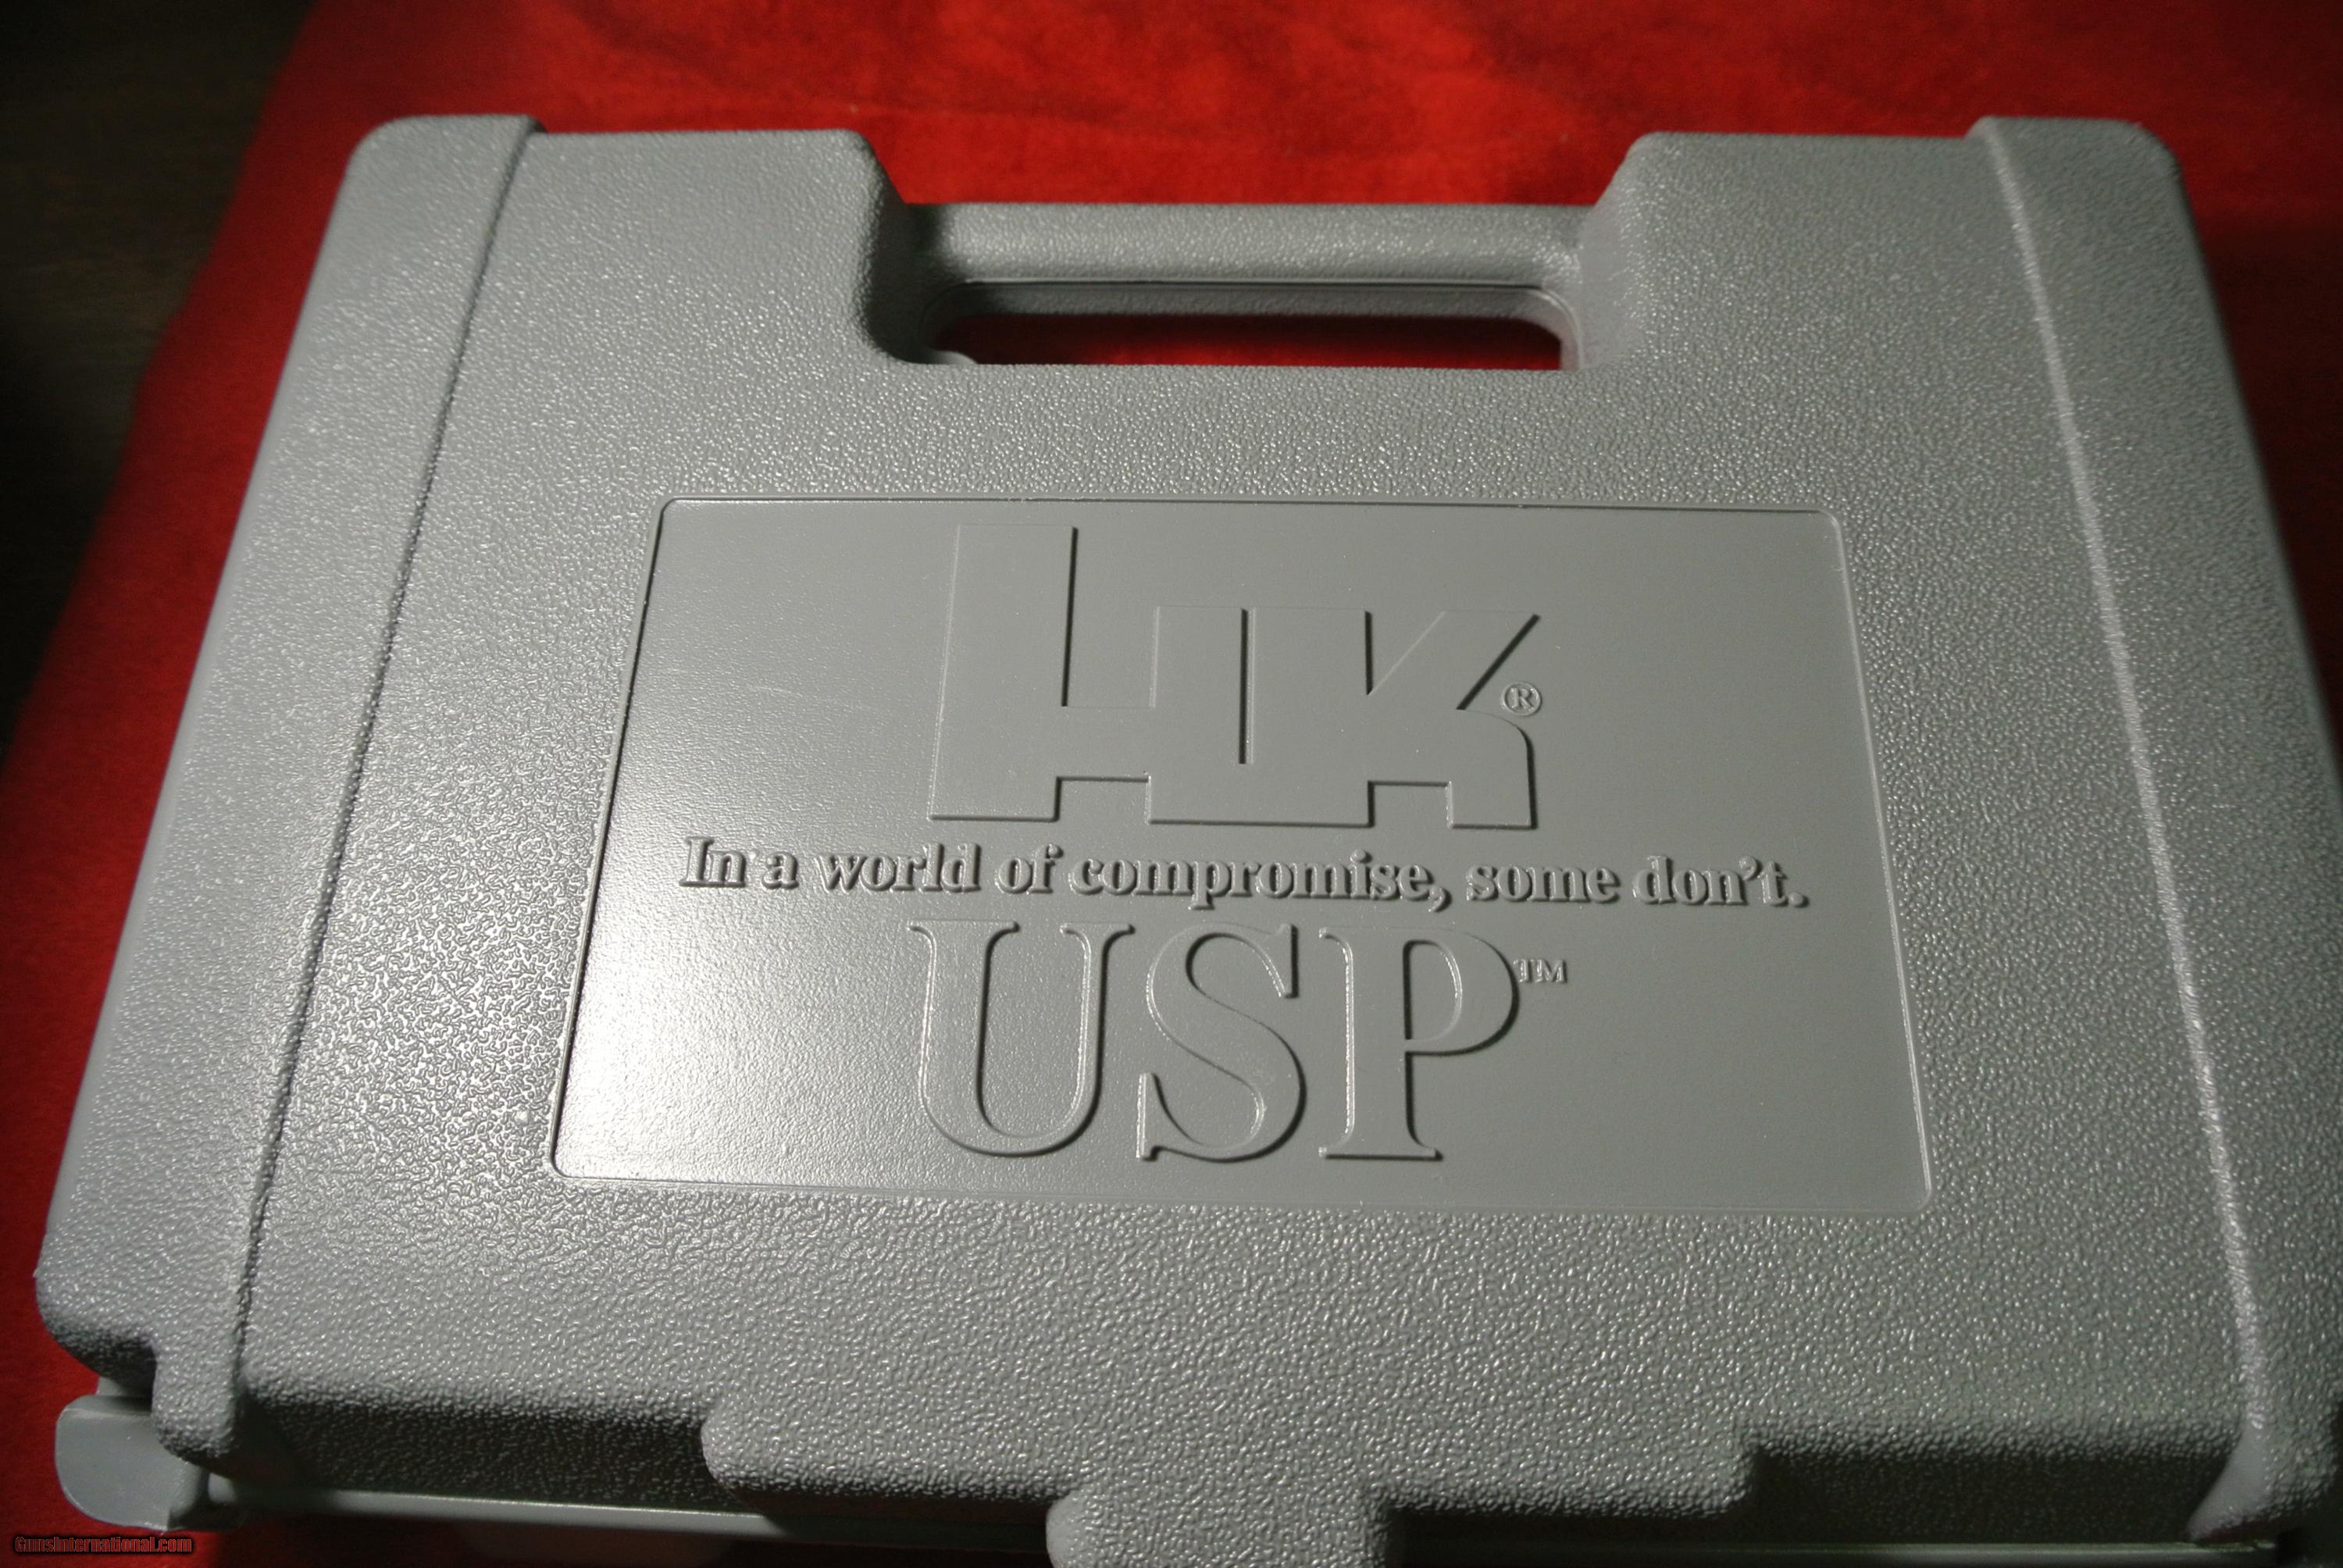 HK®
In a world of compromise, some don't.
USP™
GunsInternational.com